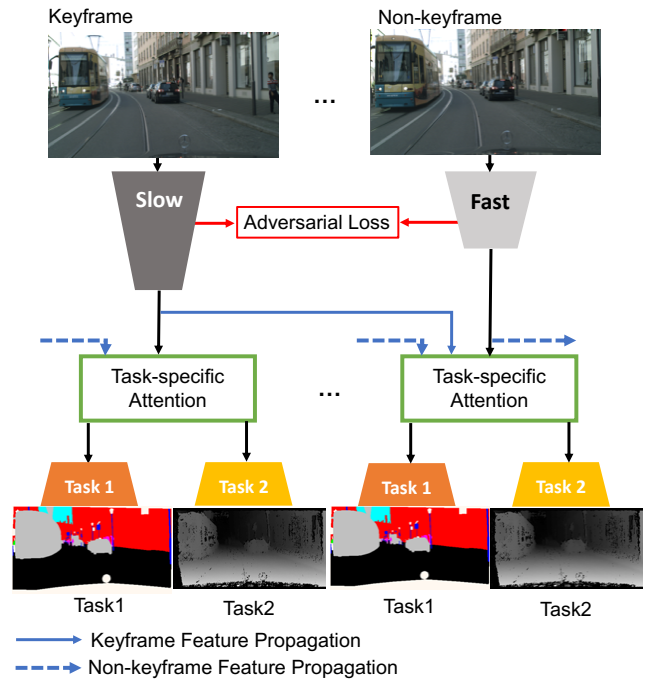 Keyframe
Non-keyframe
...
Slow
Fast
Adversarial Loss
Task-specific
Attention
...
Task-specific
Attention
Task 1
Task 2
Task 1
Task 2
Task1
Task2
Task1
Task2
Keyframe Feature Propagation
Non-keyframe Feature Propagation